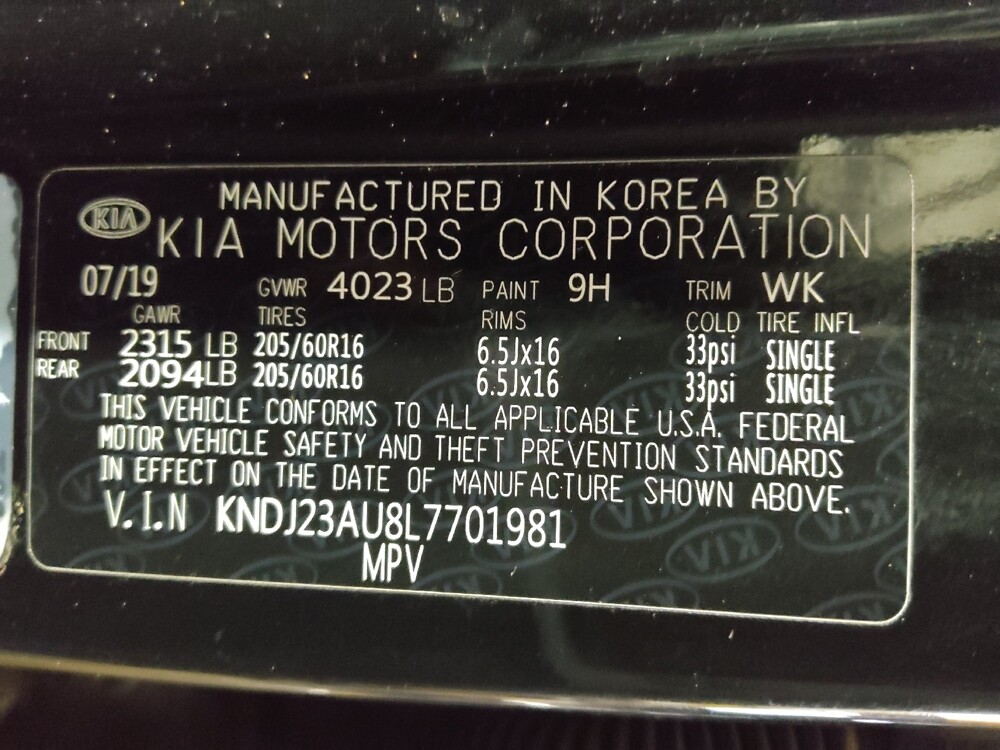 MANUFACTURED IN KOREA BY
KIA KIA MOTORS CORPORATION
07/19 GVWR 4023 LB PAINT 9H TRIM WK
GAWR TIRES RIMS COLD TIRE INFL
FRONT 2315 LB 205/60R16 6.5Jx16 33psi SINGLE
REAR 2094LB 205/60R16 6.5Jx16 33psi SINGLE
THIS VEHICLE CONFORMS TO ALL APPLICABLE U.S.A. FEDERAL
MOTOR VEHICLE SAFETY AND THEFT PREVENTION STANDARDS
IN EFFECT ON THE DATE OF MANUFACTURE SHOWN ABOVE.
V.I.N KNDJ23AU8L7701981
MPV